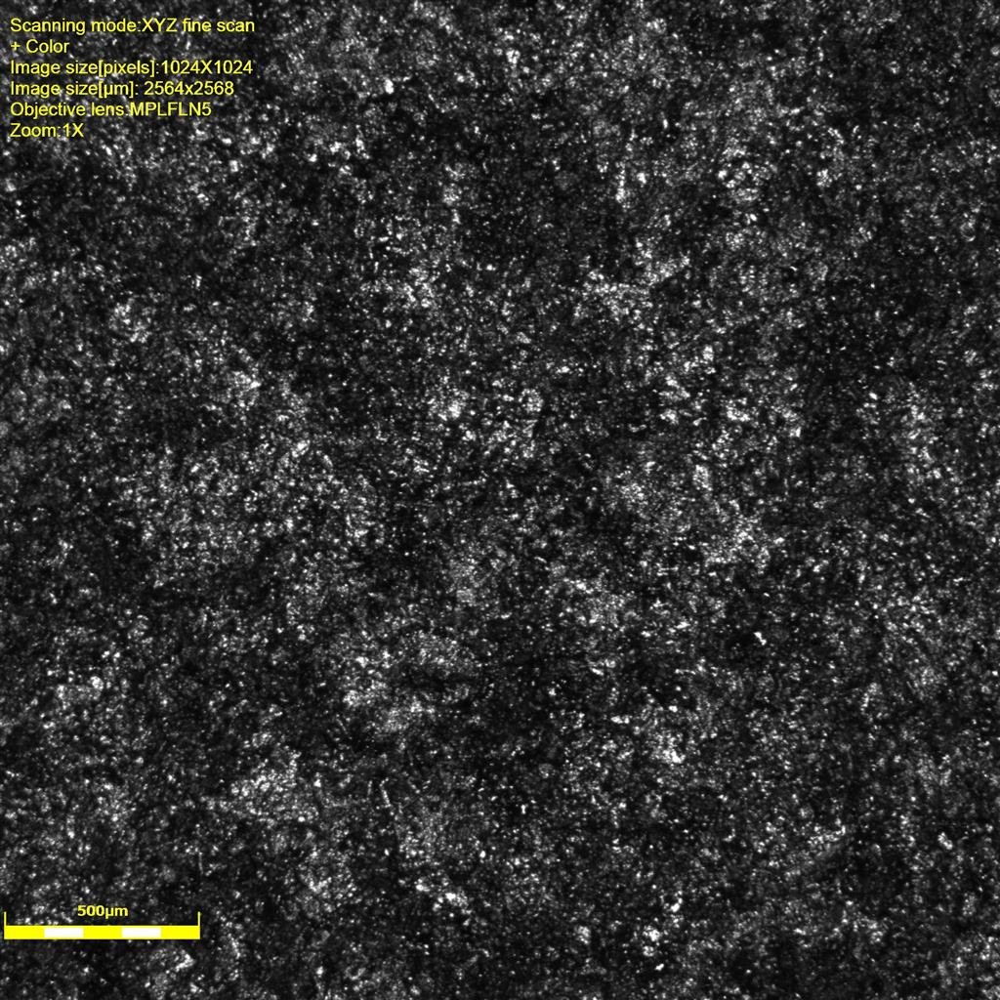 Scanning mode:XYZ fine scan
+ Color
Image size[pixels]:1024X1024
Image size[µm]: 2564x2568
Objective lens:MPLFLN5
Zoom:1X
500µm